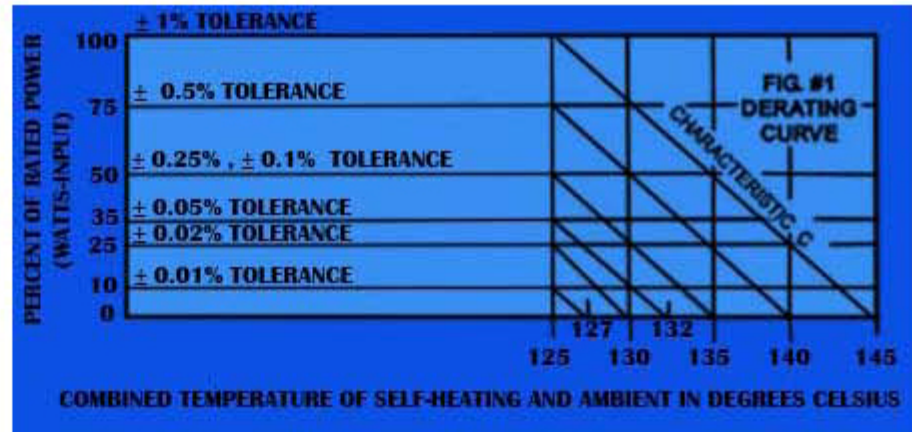 ± 1% TOLERANCE
100
± 0.5% TOLERANCE
75
± 0.25% , ± 0.1% TOLERANCE
50
± 0.05% TOLERANCE
35
± 0.02% TOLERANCE
25
± 0.01% TOLERANCE
10
0
PERCENT OF RATED POWER
(WATTS-INPUT)
FIG. #1
DERATING
CURVE
CHARACTERISTIC, C
127 132
125 130 135 140 145
COMBINED TEMPERATURE OF SELF-HEATING AND AMBIENT IN DEGREES CELSIUS